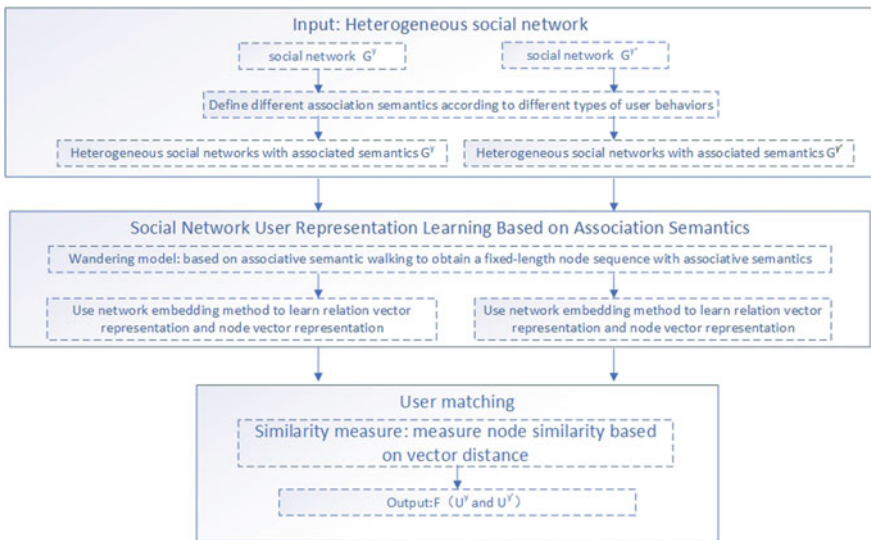 Input: Heterogeneous social network
social network G^y
social network G^y'
Define different association semantics according to different types of user behaviors
Heterogeneous social networks with associated semantics G^y
Heterogeneous social networks with associated semantics G^y'
Social Network User Representation Learning Based on Association Semantics
Wandering model: based on associative semantic walking to obtain a fixed-length node sequence with associative semantics
Use network embedding method to learn relation vector
representation and node vector representation
Use network embedding method to learn relation vector
representation and node vector representation
User matching
Similarity measure: measure node similarity based
on vector distance
Output:F（U^y and U^y'）